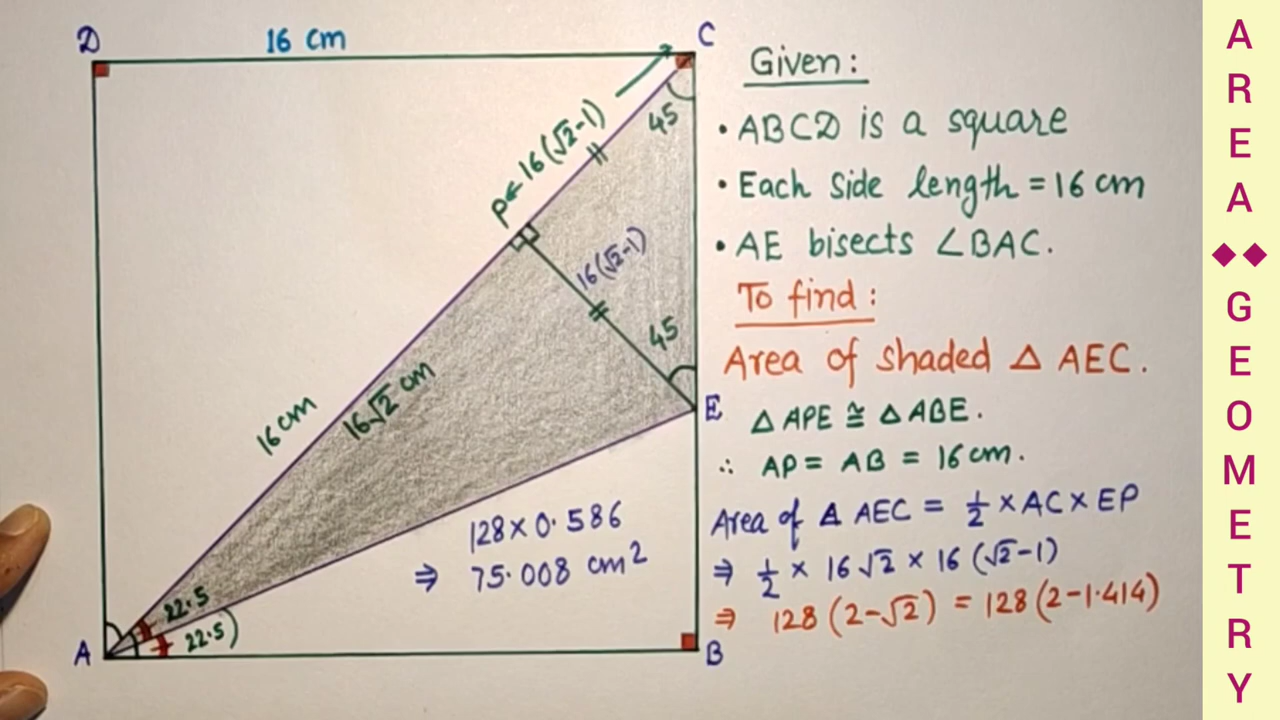 D
16 cm
C
45
P ← 16(√2-1)
16(√2-1)
45
16 cm
16√2 cm
E
128 × 0.586
⇒ 75.008 cm²
22.5
22.5
A
B
Given:
• ABCD is a square
• Each side length = 16 cm
• AE bisects ∠BAC.
To find:
Area of shaded △ AEC.
△ APE ≅ △ ABE.
∴ AP = AB = 16 cm.
Area of △ AEC = 1/2 × AC × EP
⇒ 1/2 × 16√2 × 16 (√2-1)
⇒ 128 (2-√2) = 128 (2-1.414)
AREA ◆◆ GEOMETRY